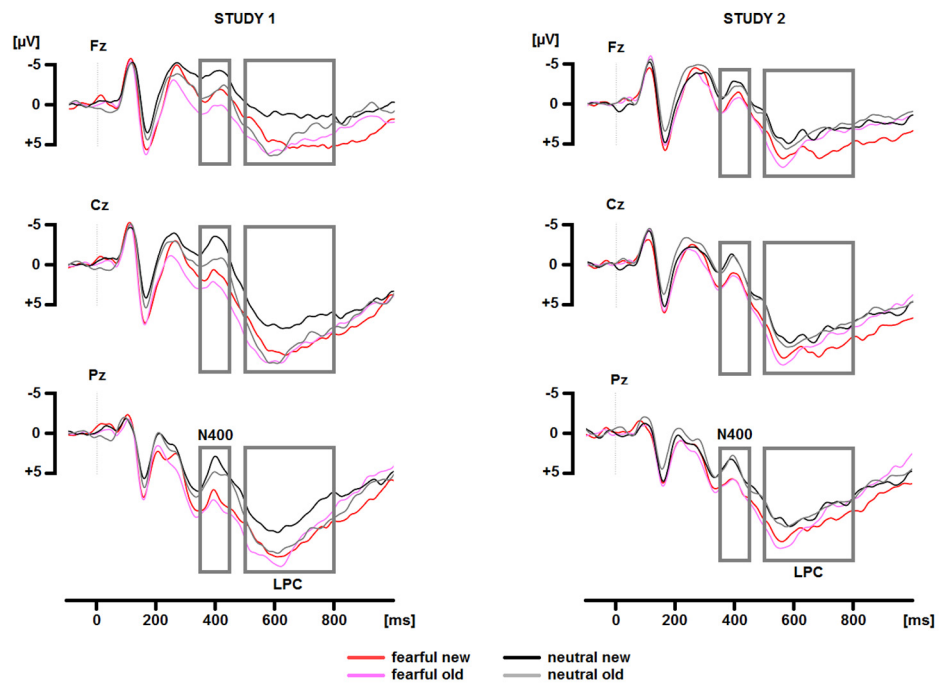 STUDY 1
[µV]
Fz
-5
0
+5
Cz
-5
0
+5
Pz
-5
0
+5
N400
LPC
0 200 400 600 800 [ms]
STUDY 2
[µV]
Fz
-5
0
+5
Cz
-5
0
+5
Pz
-5
0
+5
N400
LPC
0 200 400 600 800 [ms]
fearful new neutral new
fearful old neutral old